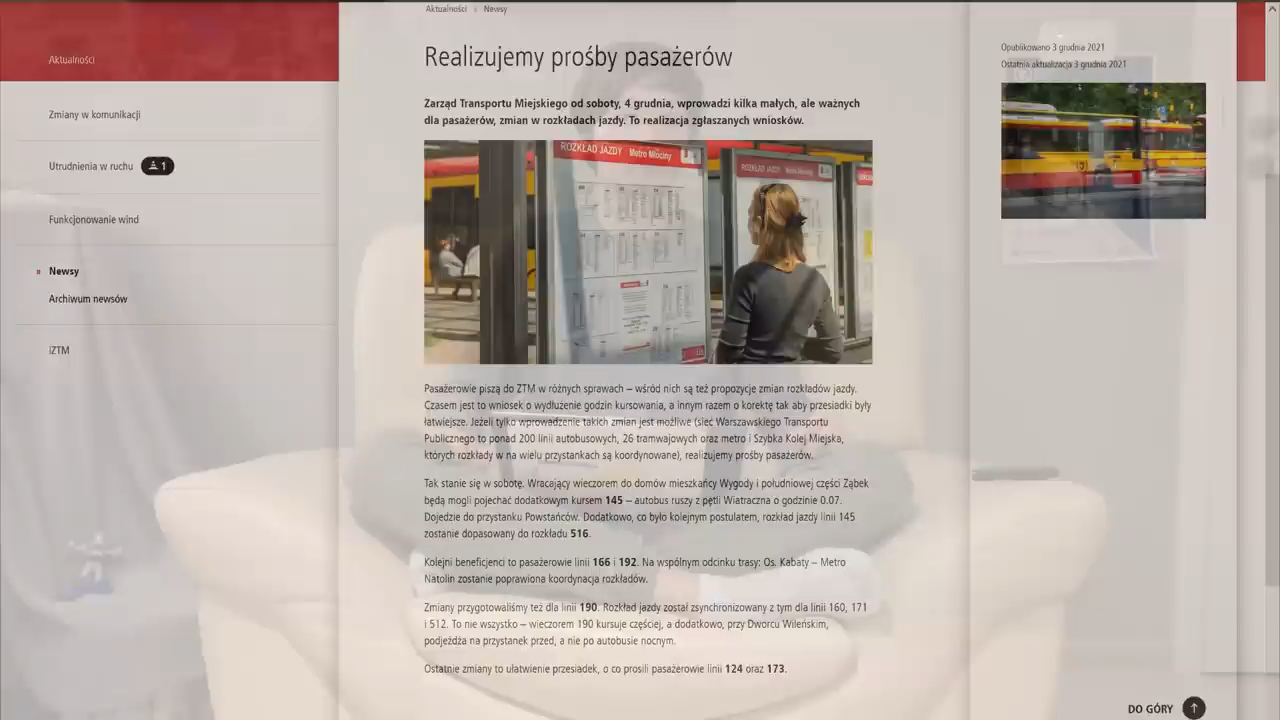 Aktualności
Newsy
Aktualności
Zmiany w komunikacji
Utrudnienia w ruchu 1
Funkcjonowanie wind
Newsy
Archiwum newsów
iZTM
Realizujemy prośby pasażerów
Zarząd Transportu Miejskiego od soboty, 4 grudnia, wprowadzi kilka małych, ale ważnych
dla pasażerów, zmian w rozkładach jazdy. To realizacja zgłaszanych wniosków.
ROZKŁAD JAZDY Metro Młociny
ROZKŁAD JAZDY Metro Młociny
Pasażerowie piszą do ZTM w różnych sprawach – wśród nich są też propozycje zmian rozkładów jazdy.
Czasem jest to wniosek o wydłużenie godzin kursowania, a innym razem o korektę tak aby przesiadki były
łatwiejsze. Jeżeli tylko wprowadzenie takich zmian jest możliwe (sieć Warszawskiego Transportu
Publicznego to ponad 200 linii autobusowych, 26 tramwajowych oraz metro i Szybka Kolej Miejska,
których rozkłady w na wielu przystankach są koordynowane), realizujemy prośby pasażerów.
Tak stanie się w sobotę. Wracający wieczorem do domów mieszkańcy Wygody i południowej części Ząbek
będą mogli pojechać dodatkowym kursem 145 – autobus ruszy z pętli Wiatraczna o godzinie 0.07.
Dojedzie do przystanku Powstańców. Dodatkowo, co było kolejnym postulatem, rozkład jazdy linii 145
zostanie dopasowany do rozkładu 516.
Kolejni beneficjenci to pasażerowie linii 166 i 192. Na wspólnym odcinku trasy: Os. Kabaty – Metro
Natolin zostanie poprawiona koordynacja rozkładów.
Zmiany przygotowaliśmy też dla linii 190. Rozkład jazdy został zsynchronizowany z tym dla linii 160, 171
i 512. To nie wszystko – wieczorem 190 kursuje częściej, a dodatkowo, przy Dworcu Wileńskim,
podjeżdża na przystanek przed, a nie po autobusie nocnym.
Ostatnie zmiany to ułatwienie przesiadek, o co prosili pasażerowie linii 124 oraz 173.
Opublikowano 3 grudnia 2021
Ostatnia aktualizacja 3 grudnia 2021
DO GÓRY